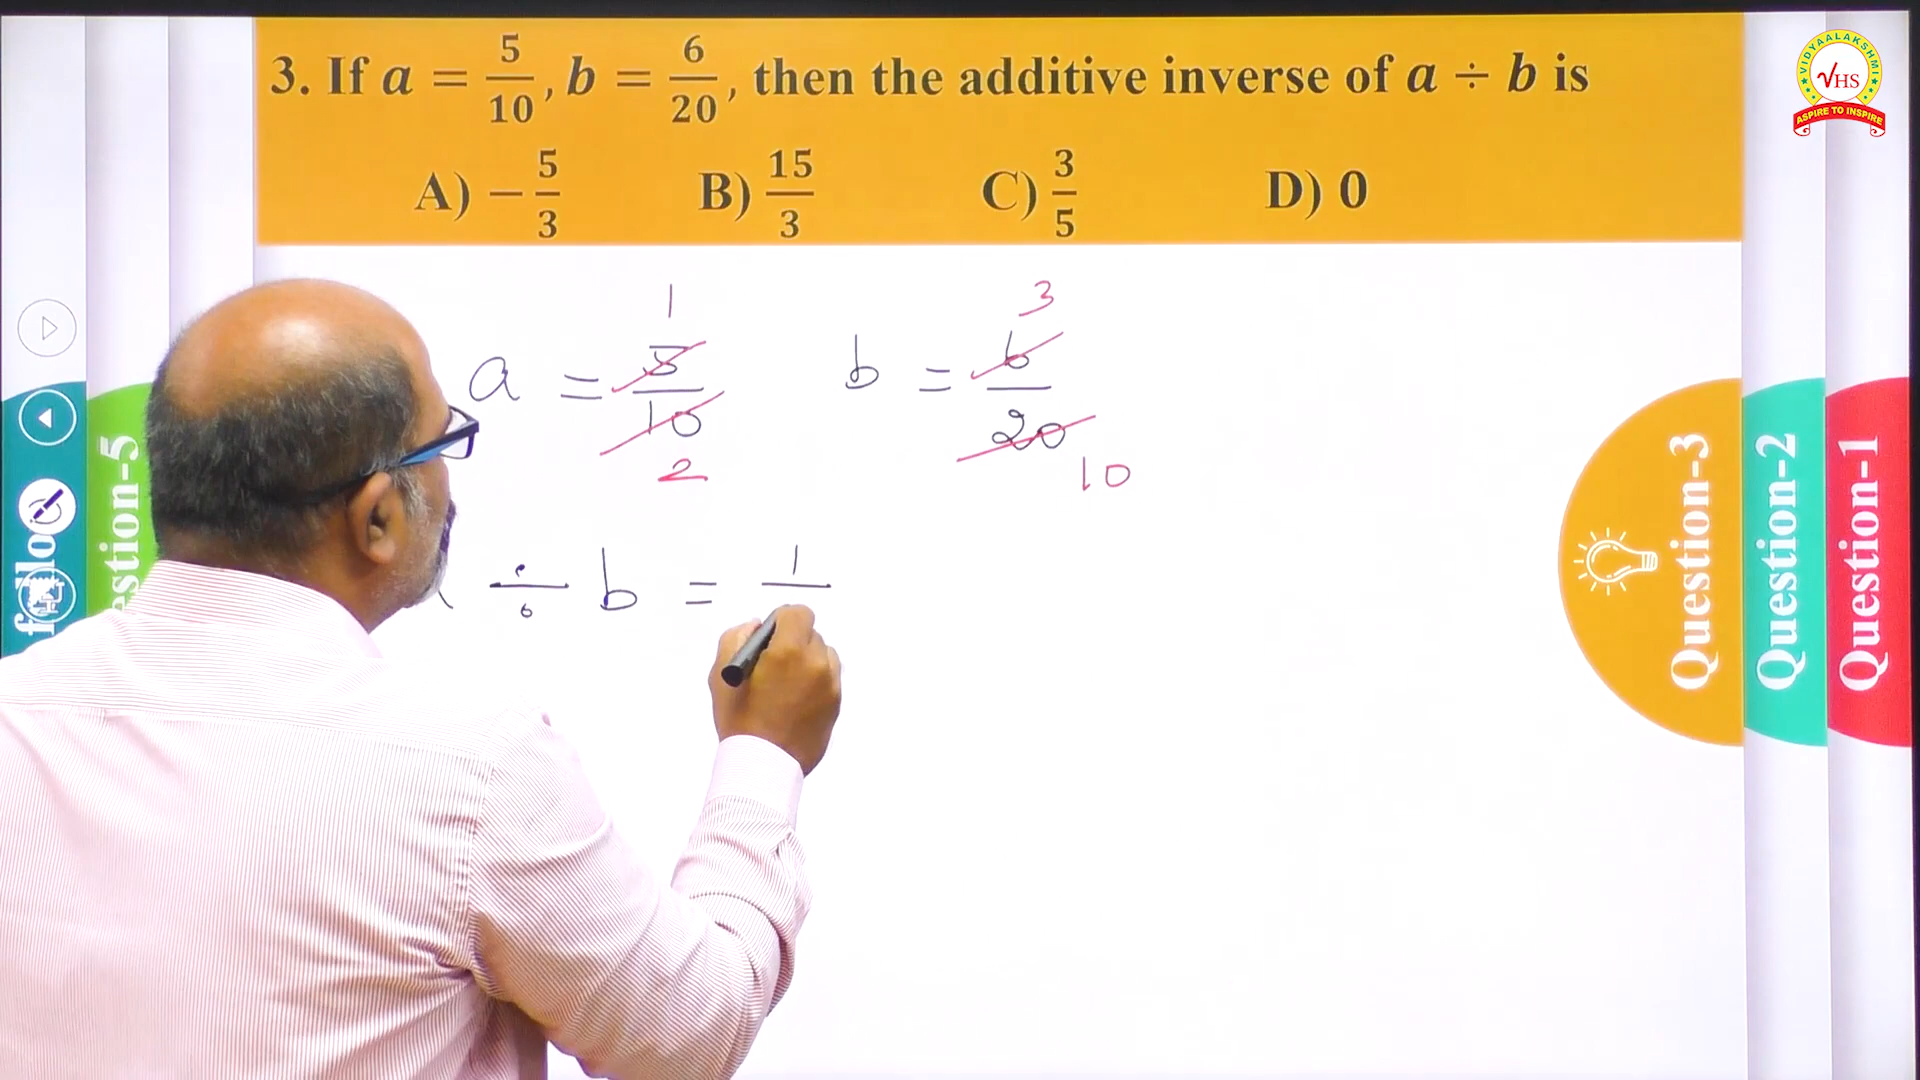 3. If a = 5/10, b = 6/20, then the additive inverse of a ÷ b is
A) −5/3 B) 15/3 C) 3/5 D) 0
VIDYAALAKSHMI
√HS
ASPIRE TO INSPIRE
1 3
a = 5/10 b = 6/20
2 10
÷ b = 1
stion-5
Question-3
Question-2
Question-1